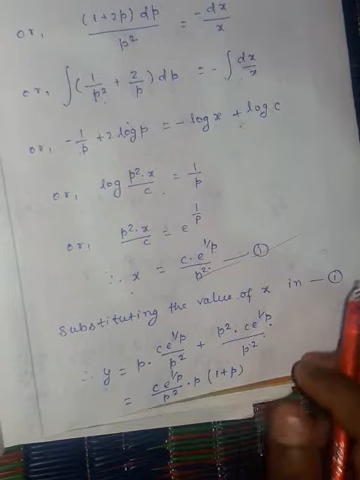 or, (1+2p) dp / p² = - dx/x
or, ∫(1/p² + 2/p) dp = - ∫ dx/x
or, -1/p + 2 log p = - log x + log c
or, log p².x/c = 1/p
or, p².x/c = e^1/p
∴ x = c.e^1/p / p² — ①
Substituting the value of x in — ①
∴ y = p. ce^1/p / p² + p².ce^1/p / p²
= ce^1/p / p² . p (1+p)